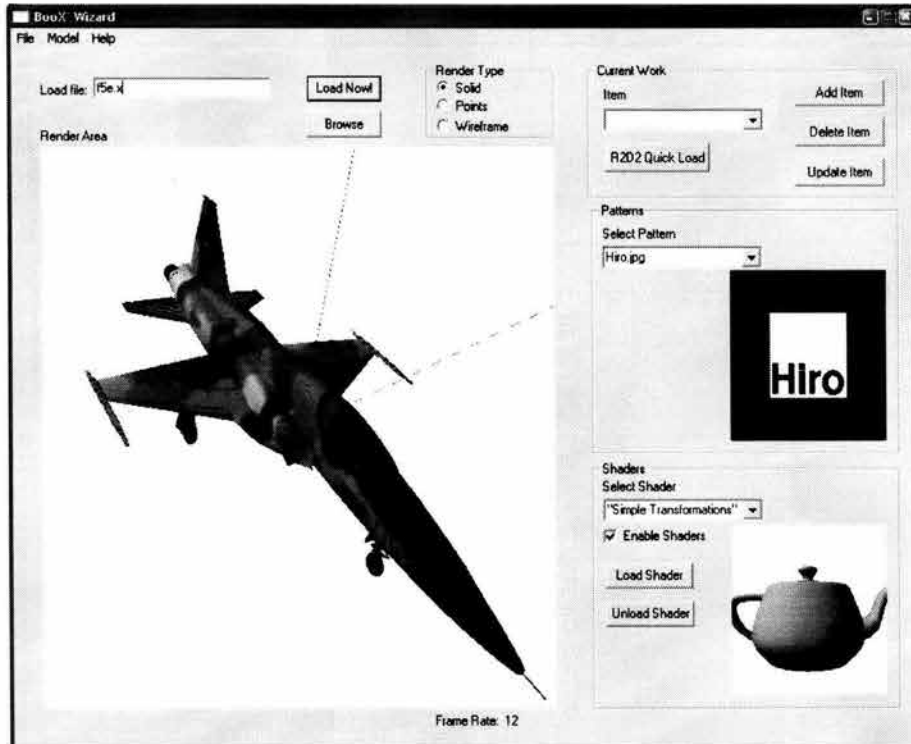 BooX Wizard
File Model Help
Load file: f5e.x
Load Now!
Browse
Render Area
Render Type
Solid
Points
Wireframe
Current Work
Item
Add Item
Delete Item
R2D2 Quick Load
Update Item
Patterns
Select Pattern
Hiro.jpg
Hiro
Shaders
Select Shader
"Simple Transformations"
Enable Shaders
Load Shader
Unload Shader
Frame Rate: 12